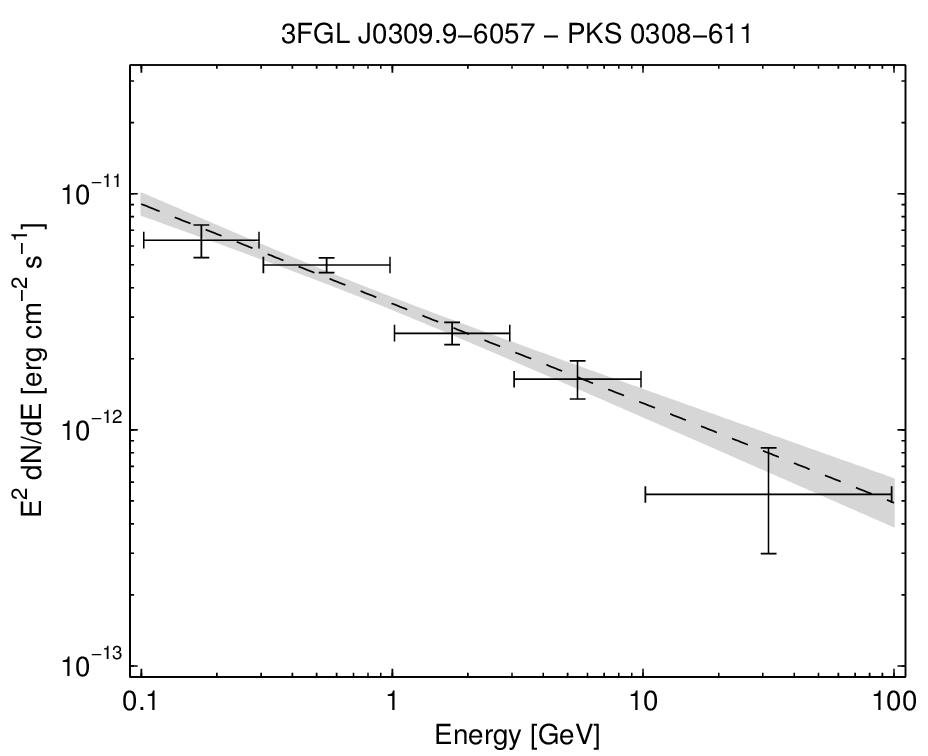 3FGL J0309.9−6057 − PKS 0308−611
10⁻¹¹
10⁻¹²
10⁻¹³
E² dN/dE [erg cm⁻² s⁻¹]
0.1 1 10 100
Energy [GeV]